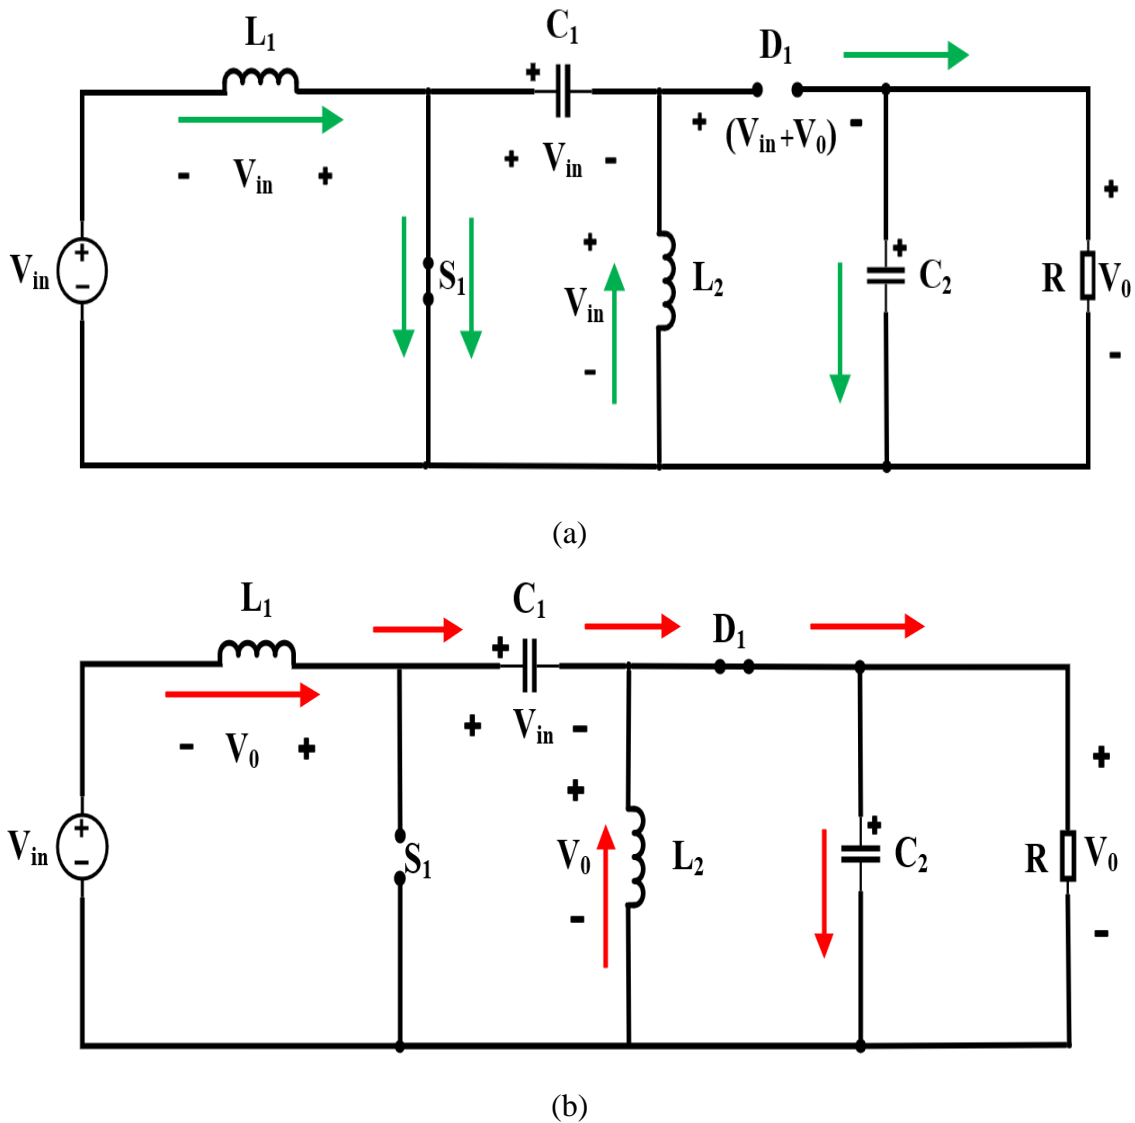 L1
C1
D1
+
+ (Vin+V0) -
- Vin +
+ Vin -
+
+
+
Vin
+
-
S1
Vin
-
L2
C2
R
V0
-
(a)
L1
C1
D1
+
- V0 +
+ Vin -
+
+
Vin
+
-
S1
V0
-
L2
+
C2
R
V0
-
(b)